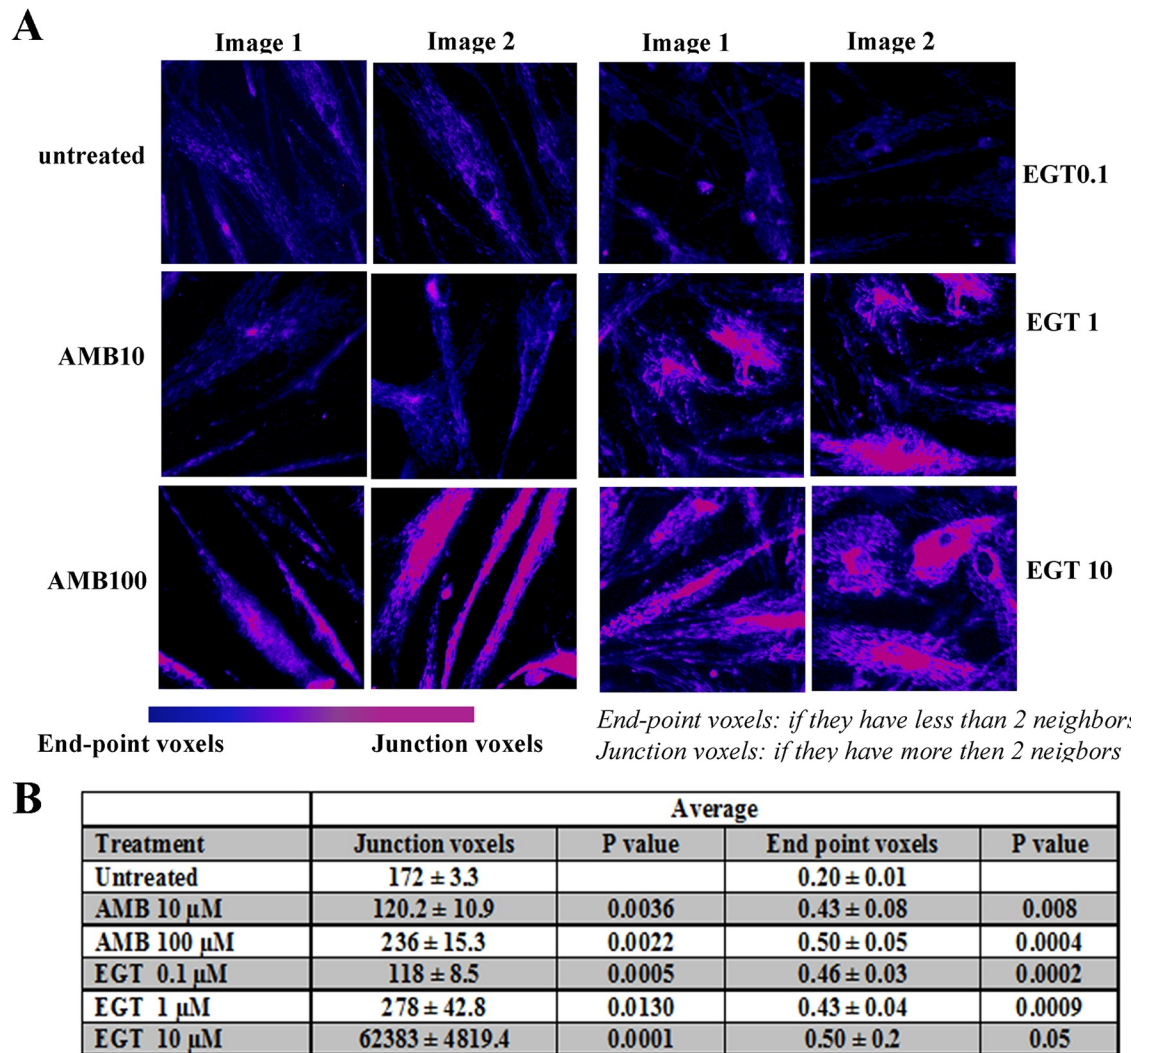 A
Image 1 Image 2 Image 1 Image 2
untreated
EGT0.1
AMB10
EGT 1
AMB100
EGT 10
End-point voxels Junction voxels
End-point voxels: if they have less than 2 neighbors
Junction voxels: if they have more then 2 neigbors
B
Average
Treatment Junction voxels P value End point voxels P value
Untreated 172 ± 3.3 0.20 ± 0.01
AMB 10 µM 120.2 ± 10.9 0.0036 0.43 ± 0.08 0.008
AMB 100 µM 236 ± 15.3 0.0022 0.50 ± 0.05 0.0004
EGT 0.1 µM 118 ± 8.5 0.0005 0.46 ± 0.03 0.0002
EGT 1 µM 278 ± 42.8 0.0130 0.43 ± 0.04 0.0009
EGT 10 µM 62383 ± 4819.4 0.0001 0.50 ± 0.2 0.05